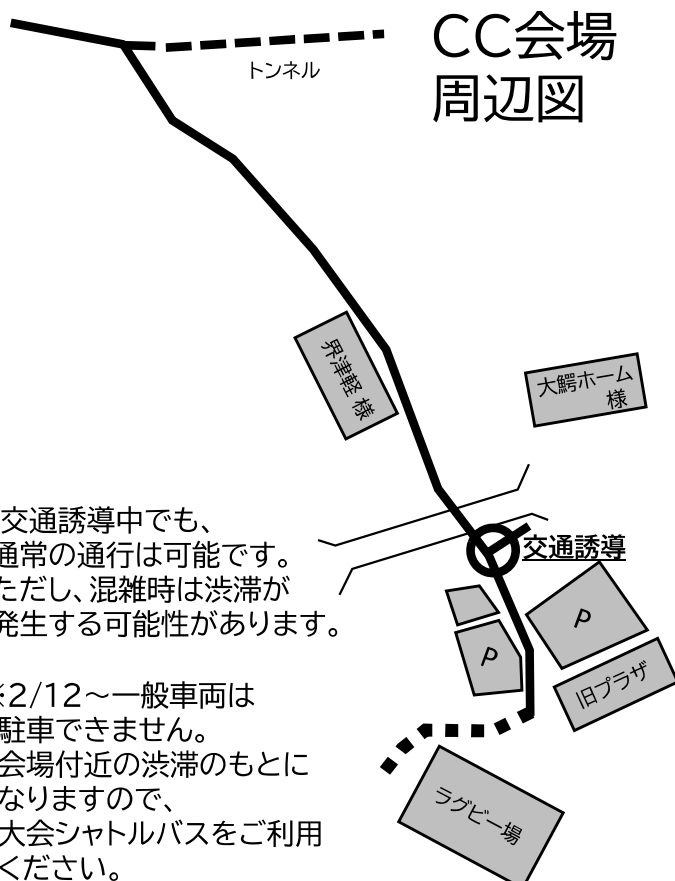 CC会場
周辺図
トンネル
界津軽 様
大鰐ホーム
様
交通誘導
交通誘導中でも、
通常の通行は可能です。
ただし、混雑時は渋滞が
発生する可能性があります。
P
P
旧プラザ
※2/12～一般車両は
駐車できません。
会場付近の渋滞のもとに
なりますので、
大会シャトルバスをご利用
ください。
ラグビー場